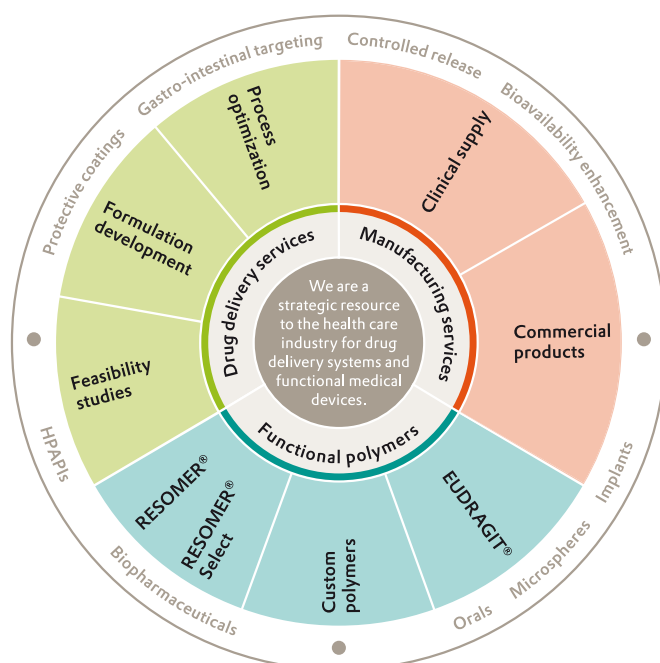 Gastro-intestinal targeting
Controlled release
Bioavailability enhancement
Protective coatings
HPAPIs
Biopharmaceuticals
Orals
Microspheres
Implants
Process
optimization
Formulation
development
Feasibility
studies
Clinical supply
Commercial
products
RESOMER®
RESOMER®
Select
Custom
polymers
EUDRAGIT®
Drug delivery services
Manufacturing services
Functional polymers
We are a
strategic resource
to the health care
industry for drug
delivery systems and
functional medical
devices.